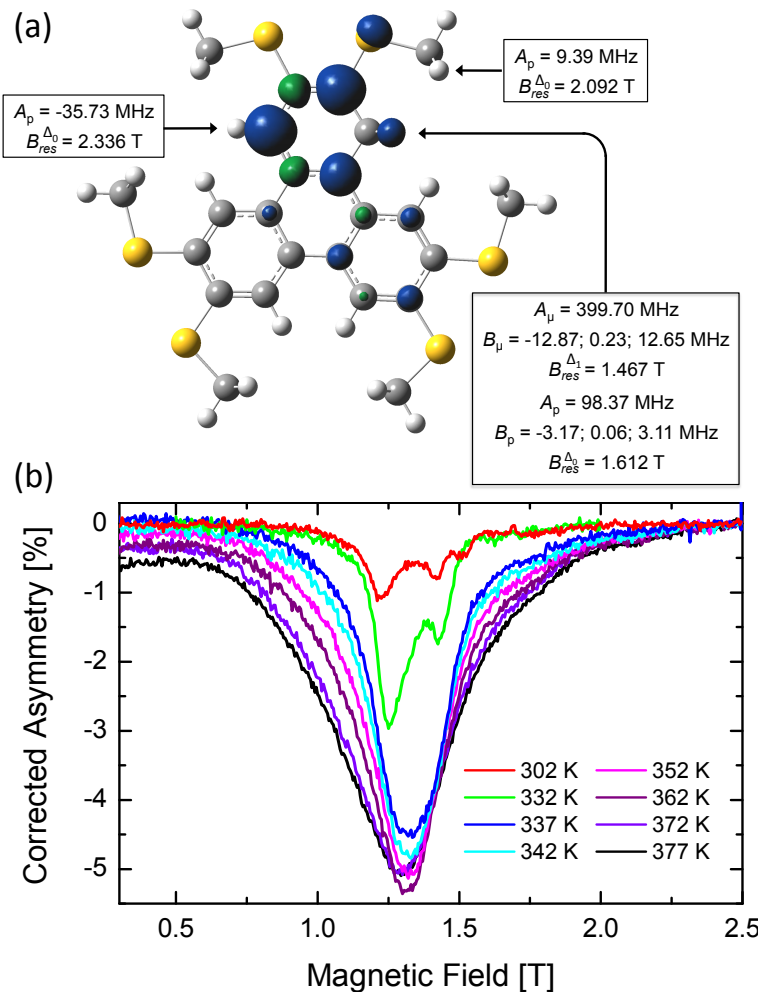 (a)
A_p = 9.39 MHz
B_res^Δ₀ = 2.092 T
A_p = -35.73 MHz
B_res^Δ₀ = 2.336 T
A_μ = 399.70 MHz
B_μ = -12.87; 0.23; 12.65 MHz
B_res^Δ₁ = 1.467 T
A_p = 98.37 MHz
B_p = -3.17; 0.06; 3.11 MHz
B_res^Δ₀ = 1.612 T
(b)
Corrected Asymmetry [%]
0
-1
-2
-3
-4
-5
302 K
332 K
337 K
342 K
352 K
362 K
372 K
377 K
0.5 1.0 1.5 2.0 2.5
Magnetic Field [T]